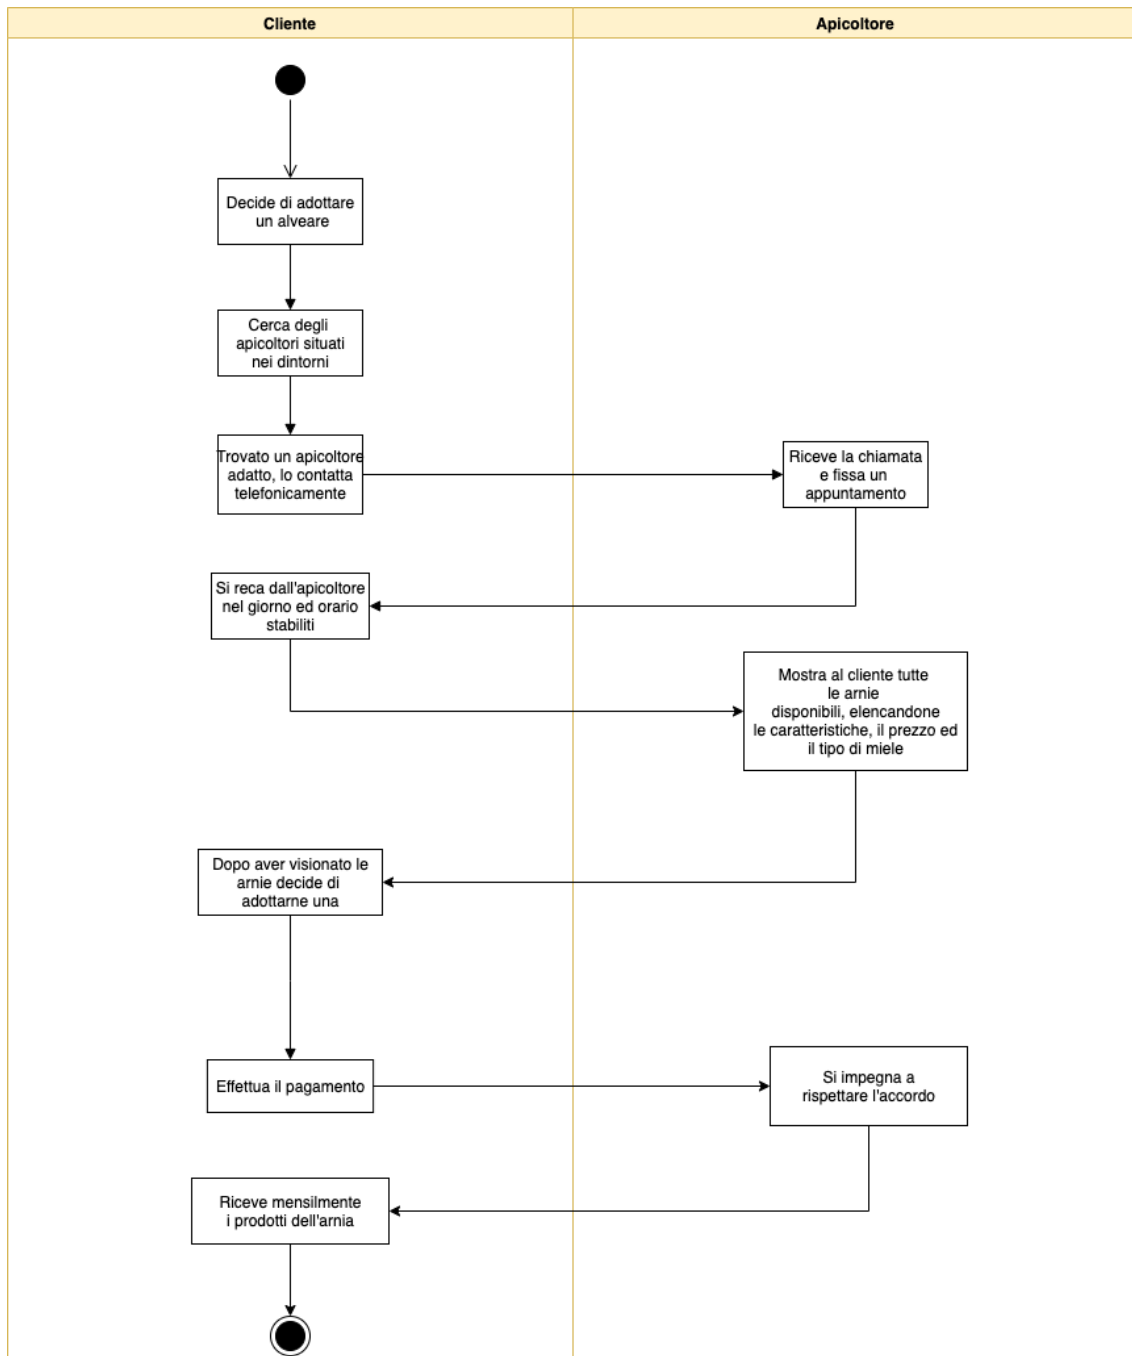 Cliente
Apicoltore
Decide di adottare
un alveare
Cerca degli
apicoltori situati
nei dintorni
Trovato un apicoltore
adatto, lo contatta
telefonicamente
Riceve la chiamata
e fissa un
appuntamento
Si reca dall'apicoltore
nel giorno ed orario
stabiliti
Mostra al cliente tutte
le arnie
disponibili, elencandone
le caratteristiche, il prezzo ed
il tipo di miele
Dopo aver visionato le
arnie decide di
adottarne una
Effettua il pagamento
Si impegna a
rispettare l'accordo
Riceve mensilmente
i prodotti dell'arnia